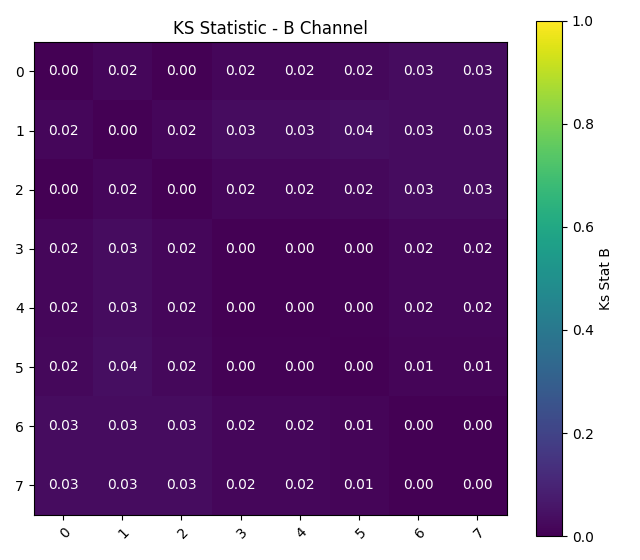 KS Statistic - B Channel
0 0.00 0.02 0.00 0.02 0.02 0.02 0.03 0.03
1 0.02 0.00 0.02 0.03 0.03 0.04 0.03 0.03
2 0.00 0.02 0.00 0.02 0.02 0.02 0.03 0.03
3 0.02 0.03 0.02 0.00 0.00 0.00 0.02 0.02
4 0.02 0.03 0.02 0.00 0.00 0.00 0.02 0.02
5 0.02 0.04 0.02 0.00 0.00 0.00 0.01 0.01
6 0.03 0.03 0.03 0.02 0.02 0.01 0.00 0.00
7 0.03 0.03 0.03 0.02 0.02 0.01 0.00 0.00
0 1 2 3 4 5 6 7
1.0
0.8
0.6
0.4
0.2
0.0
Ks Stat B